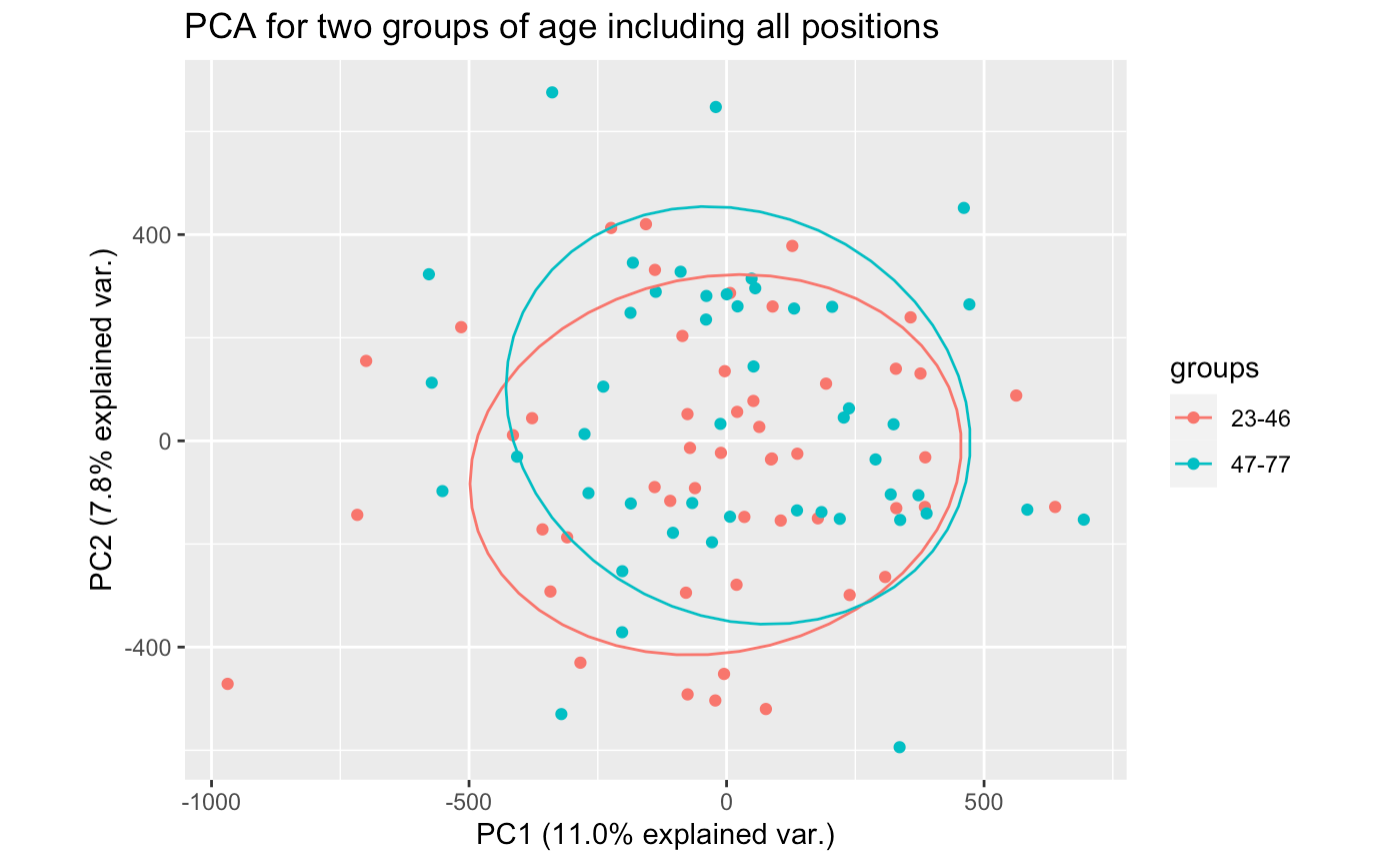 PCA for two groups of age including all positions
PC2 (7.8% explained var.)
400
0
-400
-1000
-500
0
500
PC1 (11.0% explained var.)
groups
23-46
47-77